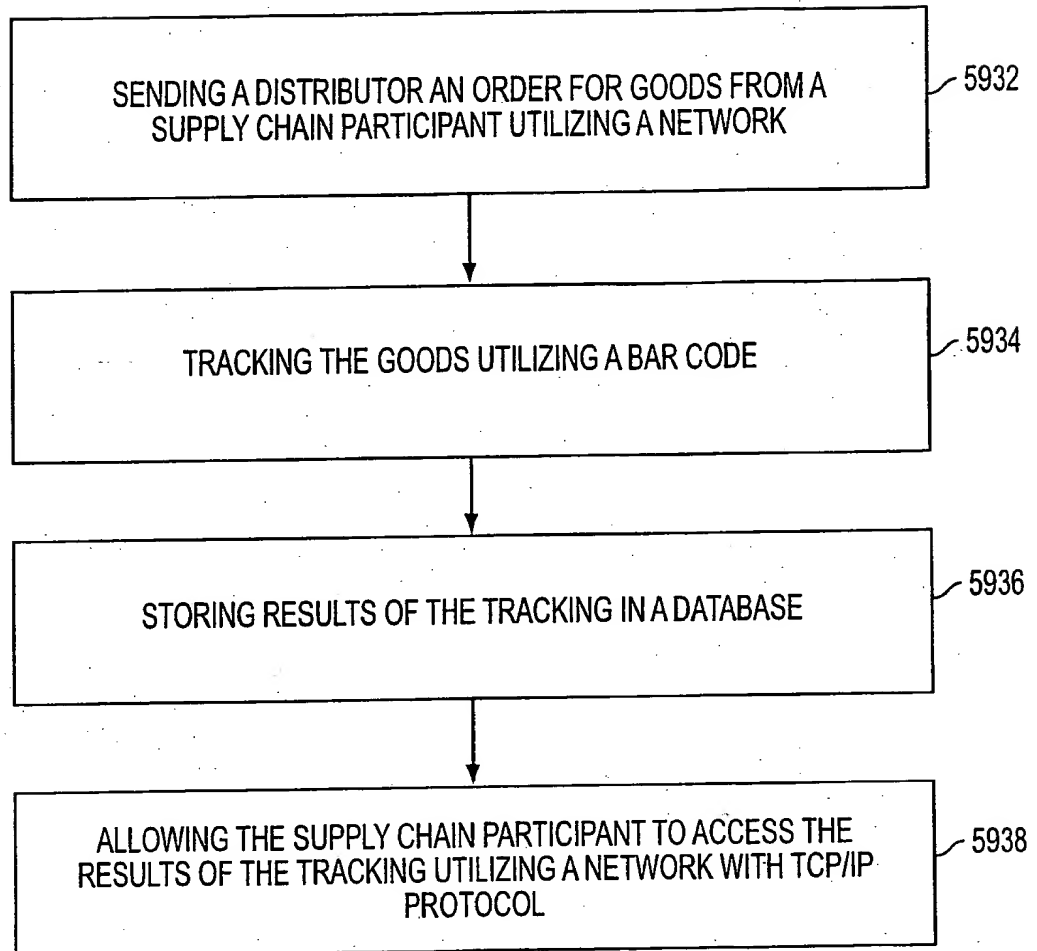 SENDING A DISTRIBUTOR AN ORDER FOR GOODS FROM A
SUPPLY CHAIN PARTICIPANT UTILIZING A NETWORK
5932
TRACKING THE GOODS UTILIZING A BAR CODE
5934
STORING RESULTS OF THE TRACKING IN A DATABASE
5936
ALLOWING THE SUPPLY CHAIN PARTICIPANT TO ACCESS THE
RESULTS OF THE TRACKING UTILIZING A NETWORK WITH TCP/IP
PROTOCOL
5938